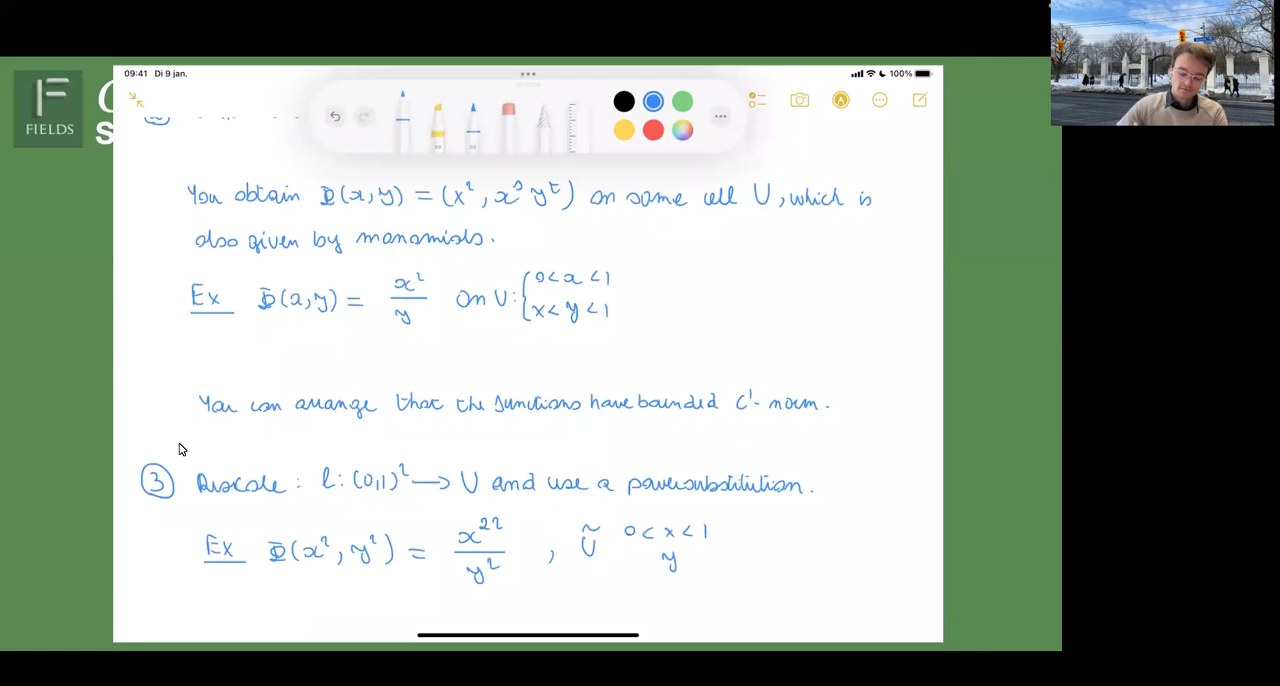 09:41 Di 9 jan.
100%
FIELDS
You obtain Φ(x,y) = (x², x^s y^t) on some cell U, which is
also given by monomials.
Ex Φ(x,y) = x²/y on U: { 0<x<1
x<y<1
You can arrange that the functions have bounded C¹-norm.
③ Rescale: l: (0,1)² → U and use a powersubstitution.
Ex Φ(x², y²) = x^22/y² , Ũ 0<x<1
y